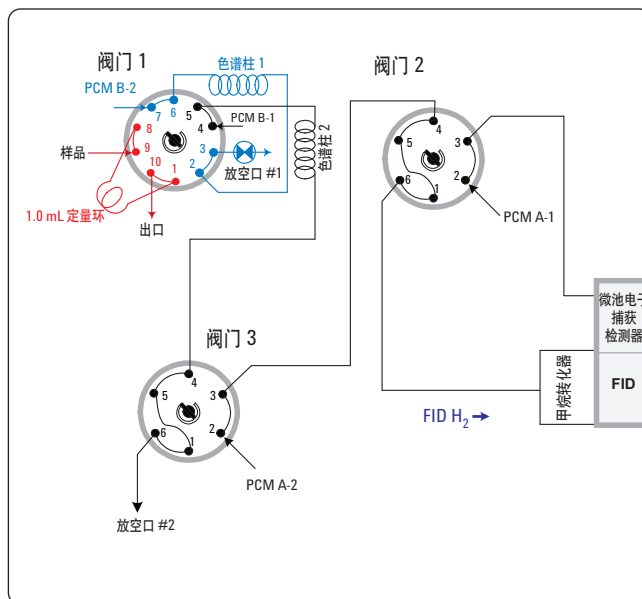 阀门 1
色谱柱 1
阀门 2
PCM B-2
6
5
7
4
PCM B-1
8
样品
9
10
1
3
2
放空口 #1
色谱柱 2
1.0 mL 定量环
出口
4
5
3
6
2
1
PCM A-1
微池电子
捕获
检测器
阀门 3
4
5
3
6
2
1
甲烷转化器
FID
FID H₂
PCM A-2
放空口 #2